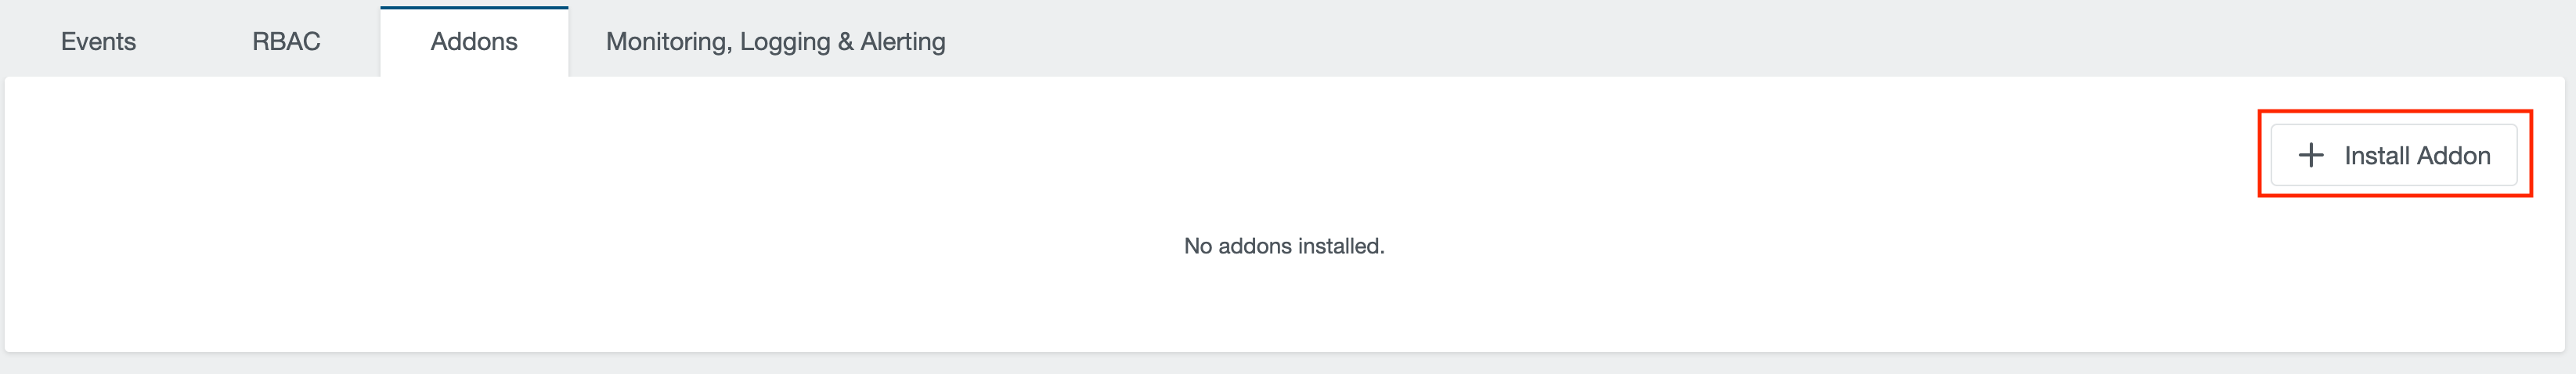 Events RBAC Addons Monitoring, Logging & Alerting
Install Addon
No addons installed.